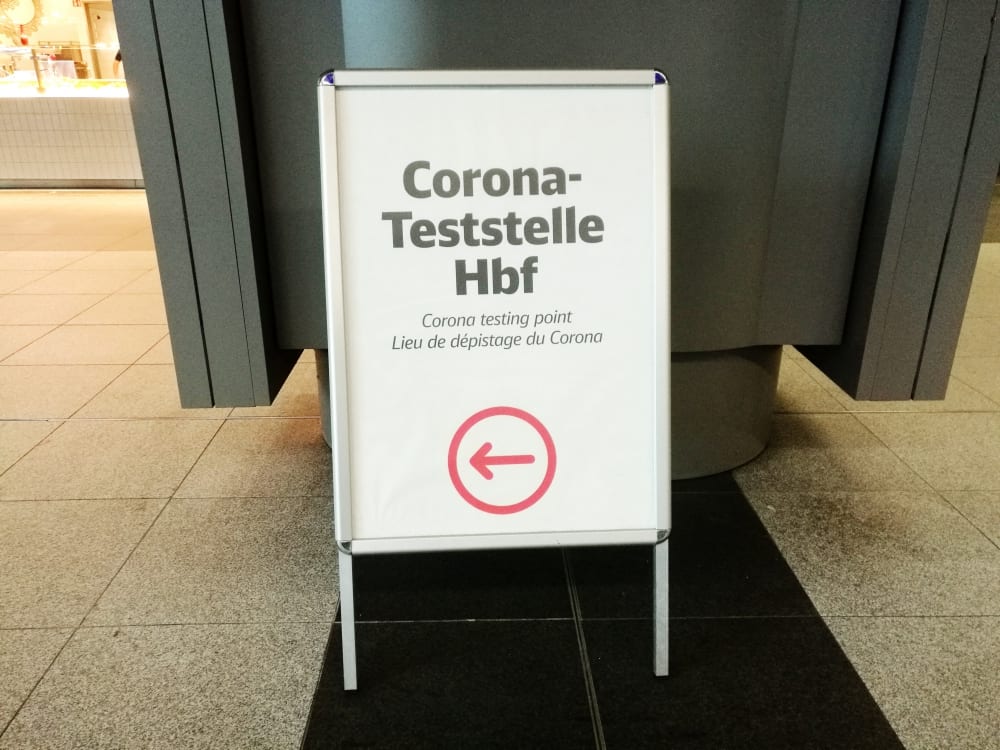 Corona-
Teststelle
Hbf
Corona testing point
Lieu de dépistage du Corona